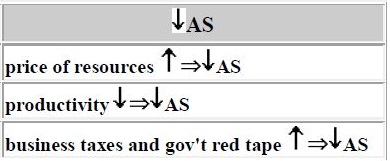 ↓AS
price of resources ↑⇒↓AS
productivity↓⇒↓AS
business taxes and gov't red tape ↑⇒↓AS